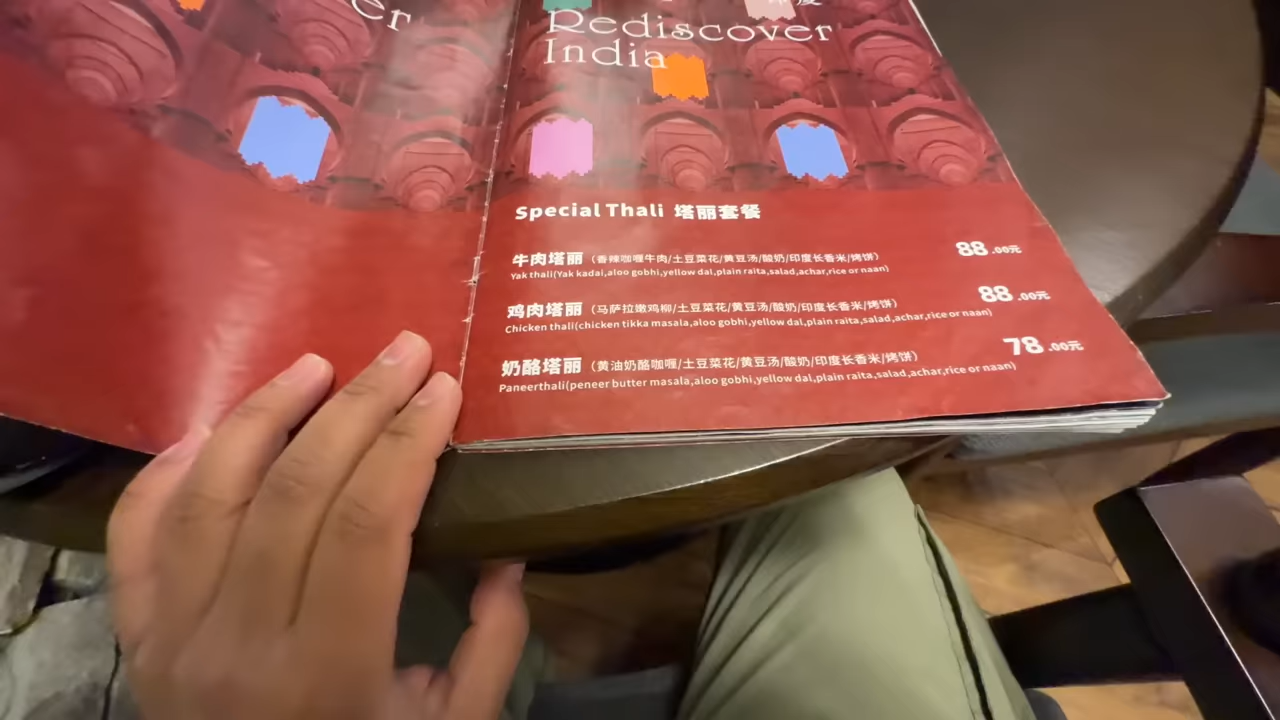 er
印度
Rediscover
India
Special Thali 塔丽套餐
牛肉塔丽（香辣咖喱牛肉/土豆菜花/黄豆汤/酸奶/印度长香米/烤饼） 88.00元
Yak thali(Yak kadai,aloo gobhi,yellow dal,plain raita,salad,achar,rice or naan)
鸡肉塔丽（马萨拉嫩鸡柳/土豆菜花/黄豆汤/酸奶/印度长香米/烤饼） 88.00元
Chicken thali(chicken tikka masala,aloo gobhi,yellow dal,plain raita,salad,achar,rice or naan)
奶酪塔丽（黄油奶酪咖喱/土豆菜花/黄豆汤/酸奶/印度长香米/烤饼） 78.00元
Paneerthali(peneer butter masala,aloo gobhi,yellow dal,plain raita,salad,achar,rice or naan)